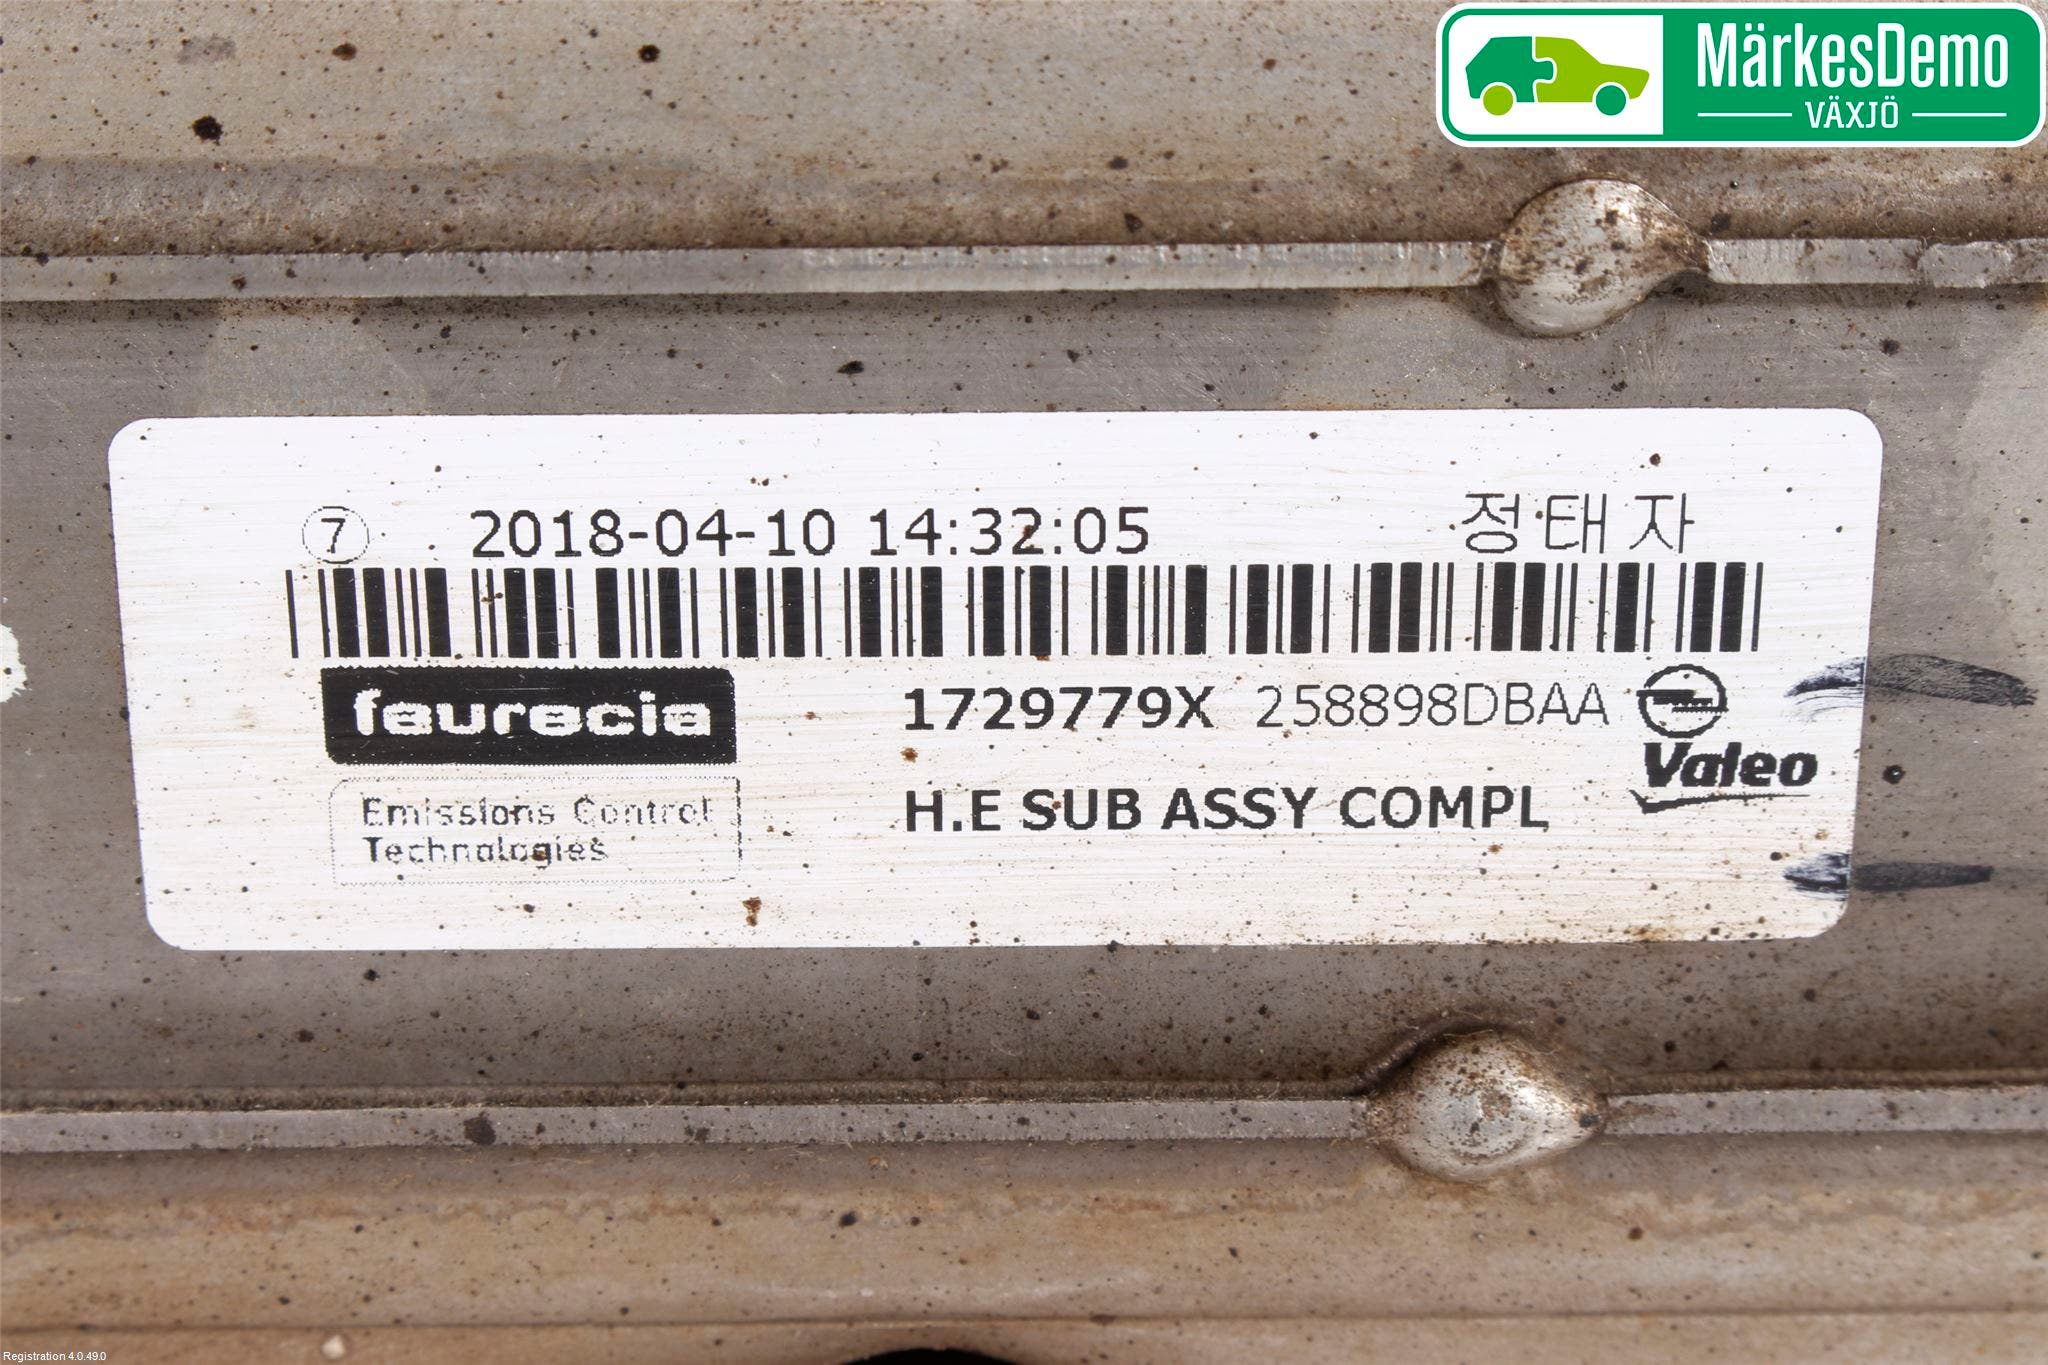 MärkesDemo
VÄXJÖ
7 2018-04-10 14:32:05 정태자
faurecia
1729779X 258898DBAA
Valeo
Emissions Control
Technologies
H.E SUB ASSY COMPL
Registration 4.0.49.0